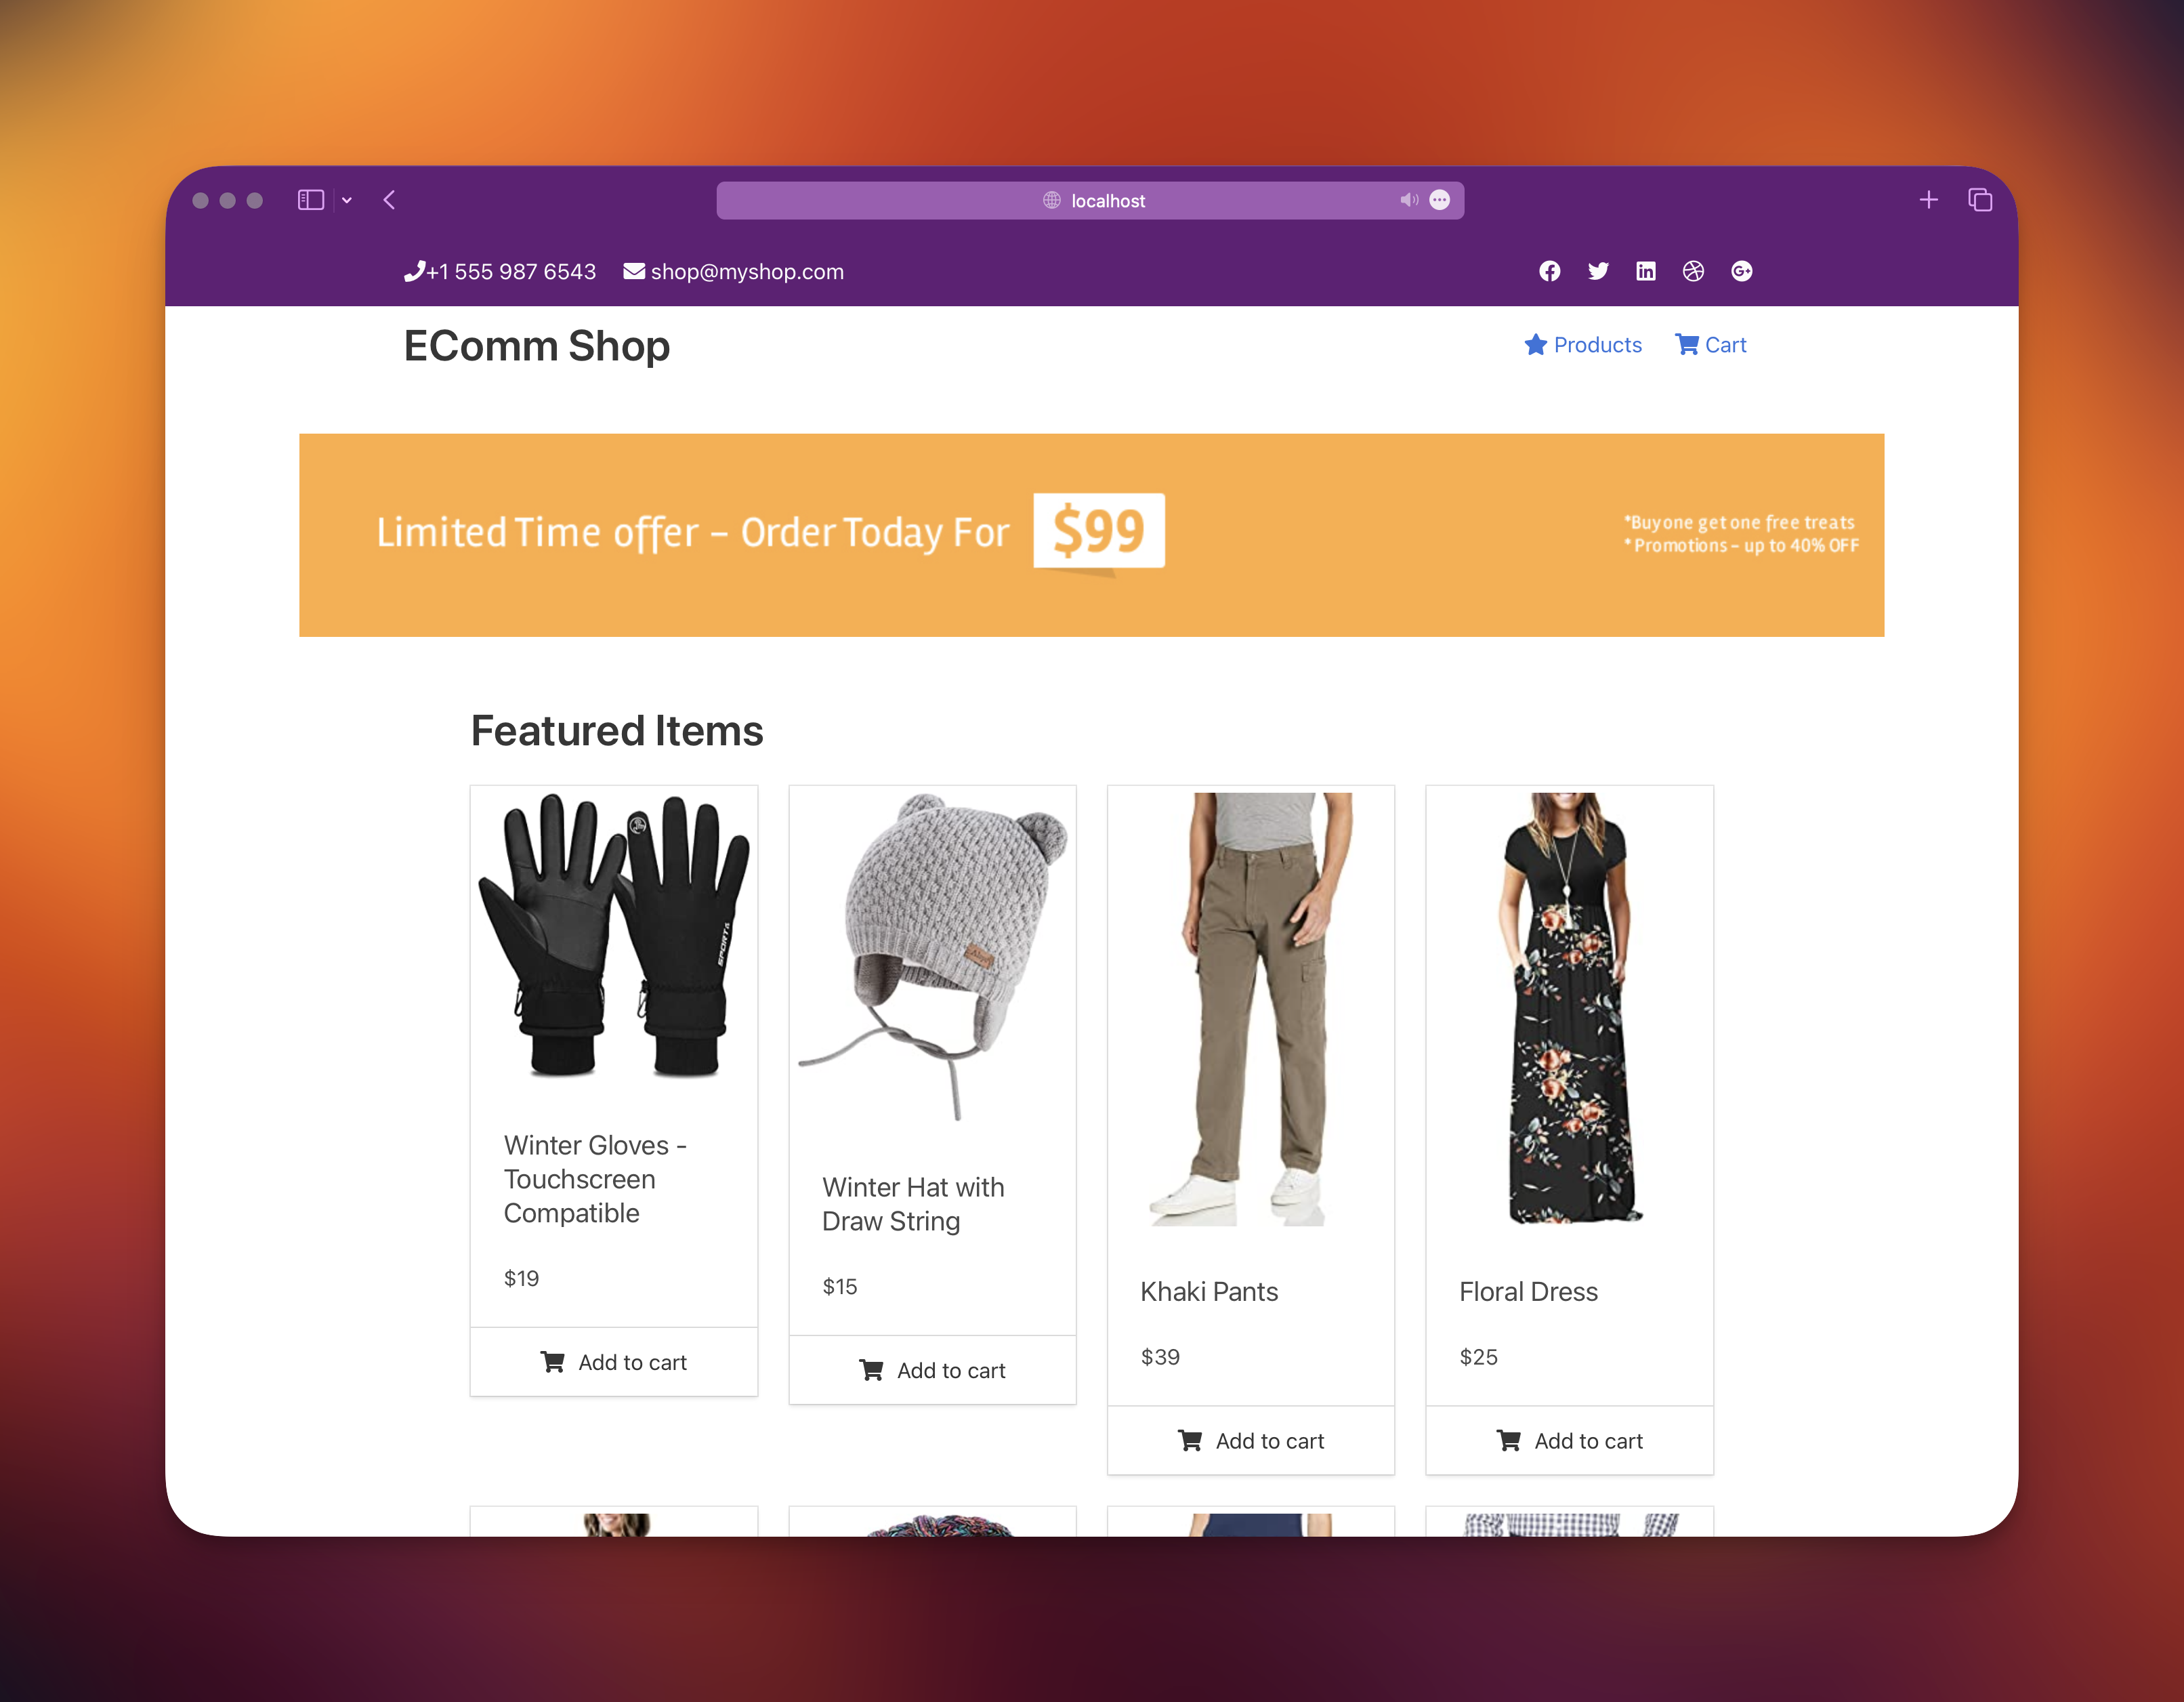 localhost
+1 555 987 6543 shop@myshop.com
EComm Shop
Products Cart
Limited Time offer – Order Today For $99
*Buy one get one free treats
* Promotions – up to 40% OFF
Featured Items
SPORTS
Winter Gloves -
Touchscreen
Compatible
$19
Add to cart
Winter Hat with
Draw String
$15
Add to cart
Khaki Pants
$39
Add to cart
Floral Dress
$25
Add to cart